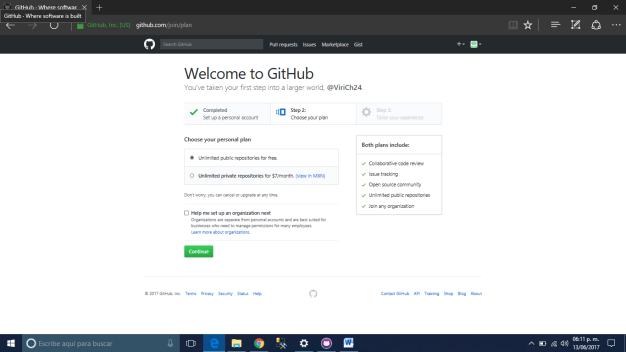 GitHub - Where softwar
GitHub - Where software is built
GitHub, Inc. [US] github.com/join/plan
Search GitHub
Pull requests Issues Marketplace Gist
Welcome to GitHub
You've taken your first step into a larger world, @ViriCh24.
Completed
Set up a personal account
Step 2:
Choose your plan
Step 3:
Tailor your experience
Choose your personal plan
Unlimited public repositories for free.
Unlimited private repositories for $7/month. (view in MXN)
Don't worry, you can cancel or upgrade at any time.
Help me set up an organization next
Organizations are separate from personal accounts and are best suited for
businesses who need to manage permissions for many employees.
Learn more about organizations.
Continue
Both plans include:
Collaborative code review
Issue tracking
Open source community
Unlimited public repositories
Join any organization
© 2017 GitHub, Inc. Terms Privacy Security Status Help
Contact GitHub API Training Shop Blog About
Escribe aquí para buscar
06:11 p. m.
13/06/2017